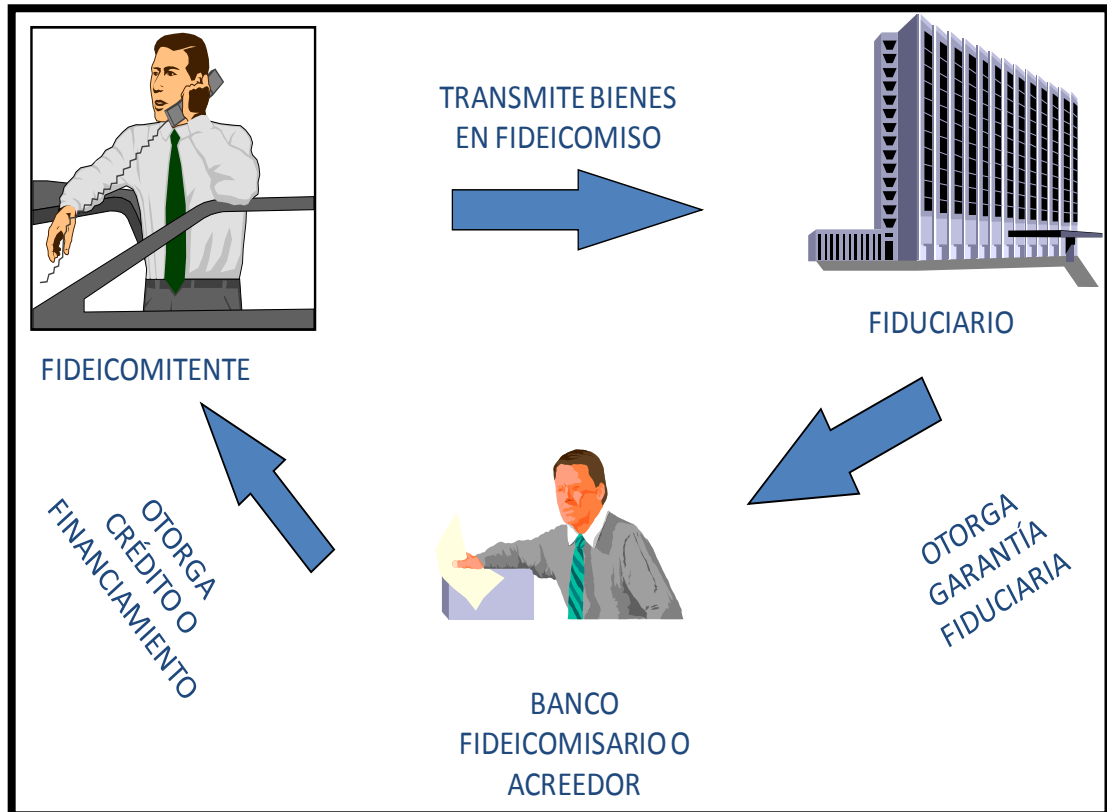 TRANSMITE BIENES
EN FIDEICOMISO
FIDUCIARIO
FIDEICOMITENTE
OTORGA
CRÉDITO O
FINANCIAMIENTO
OTORGA
GARANTÍA
FIDUCIARIA
BANCO
FIDEICOMISARIO O
ACREEDOR